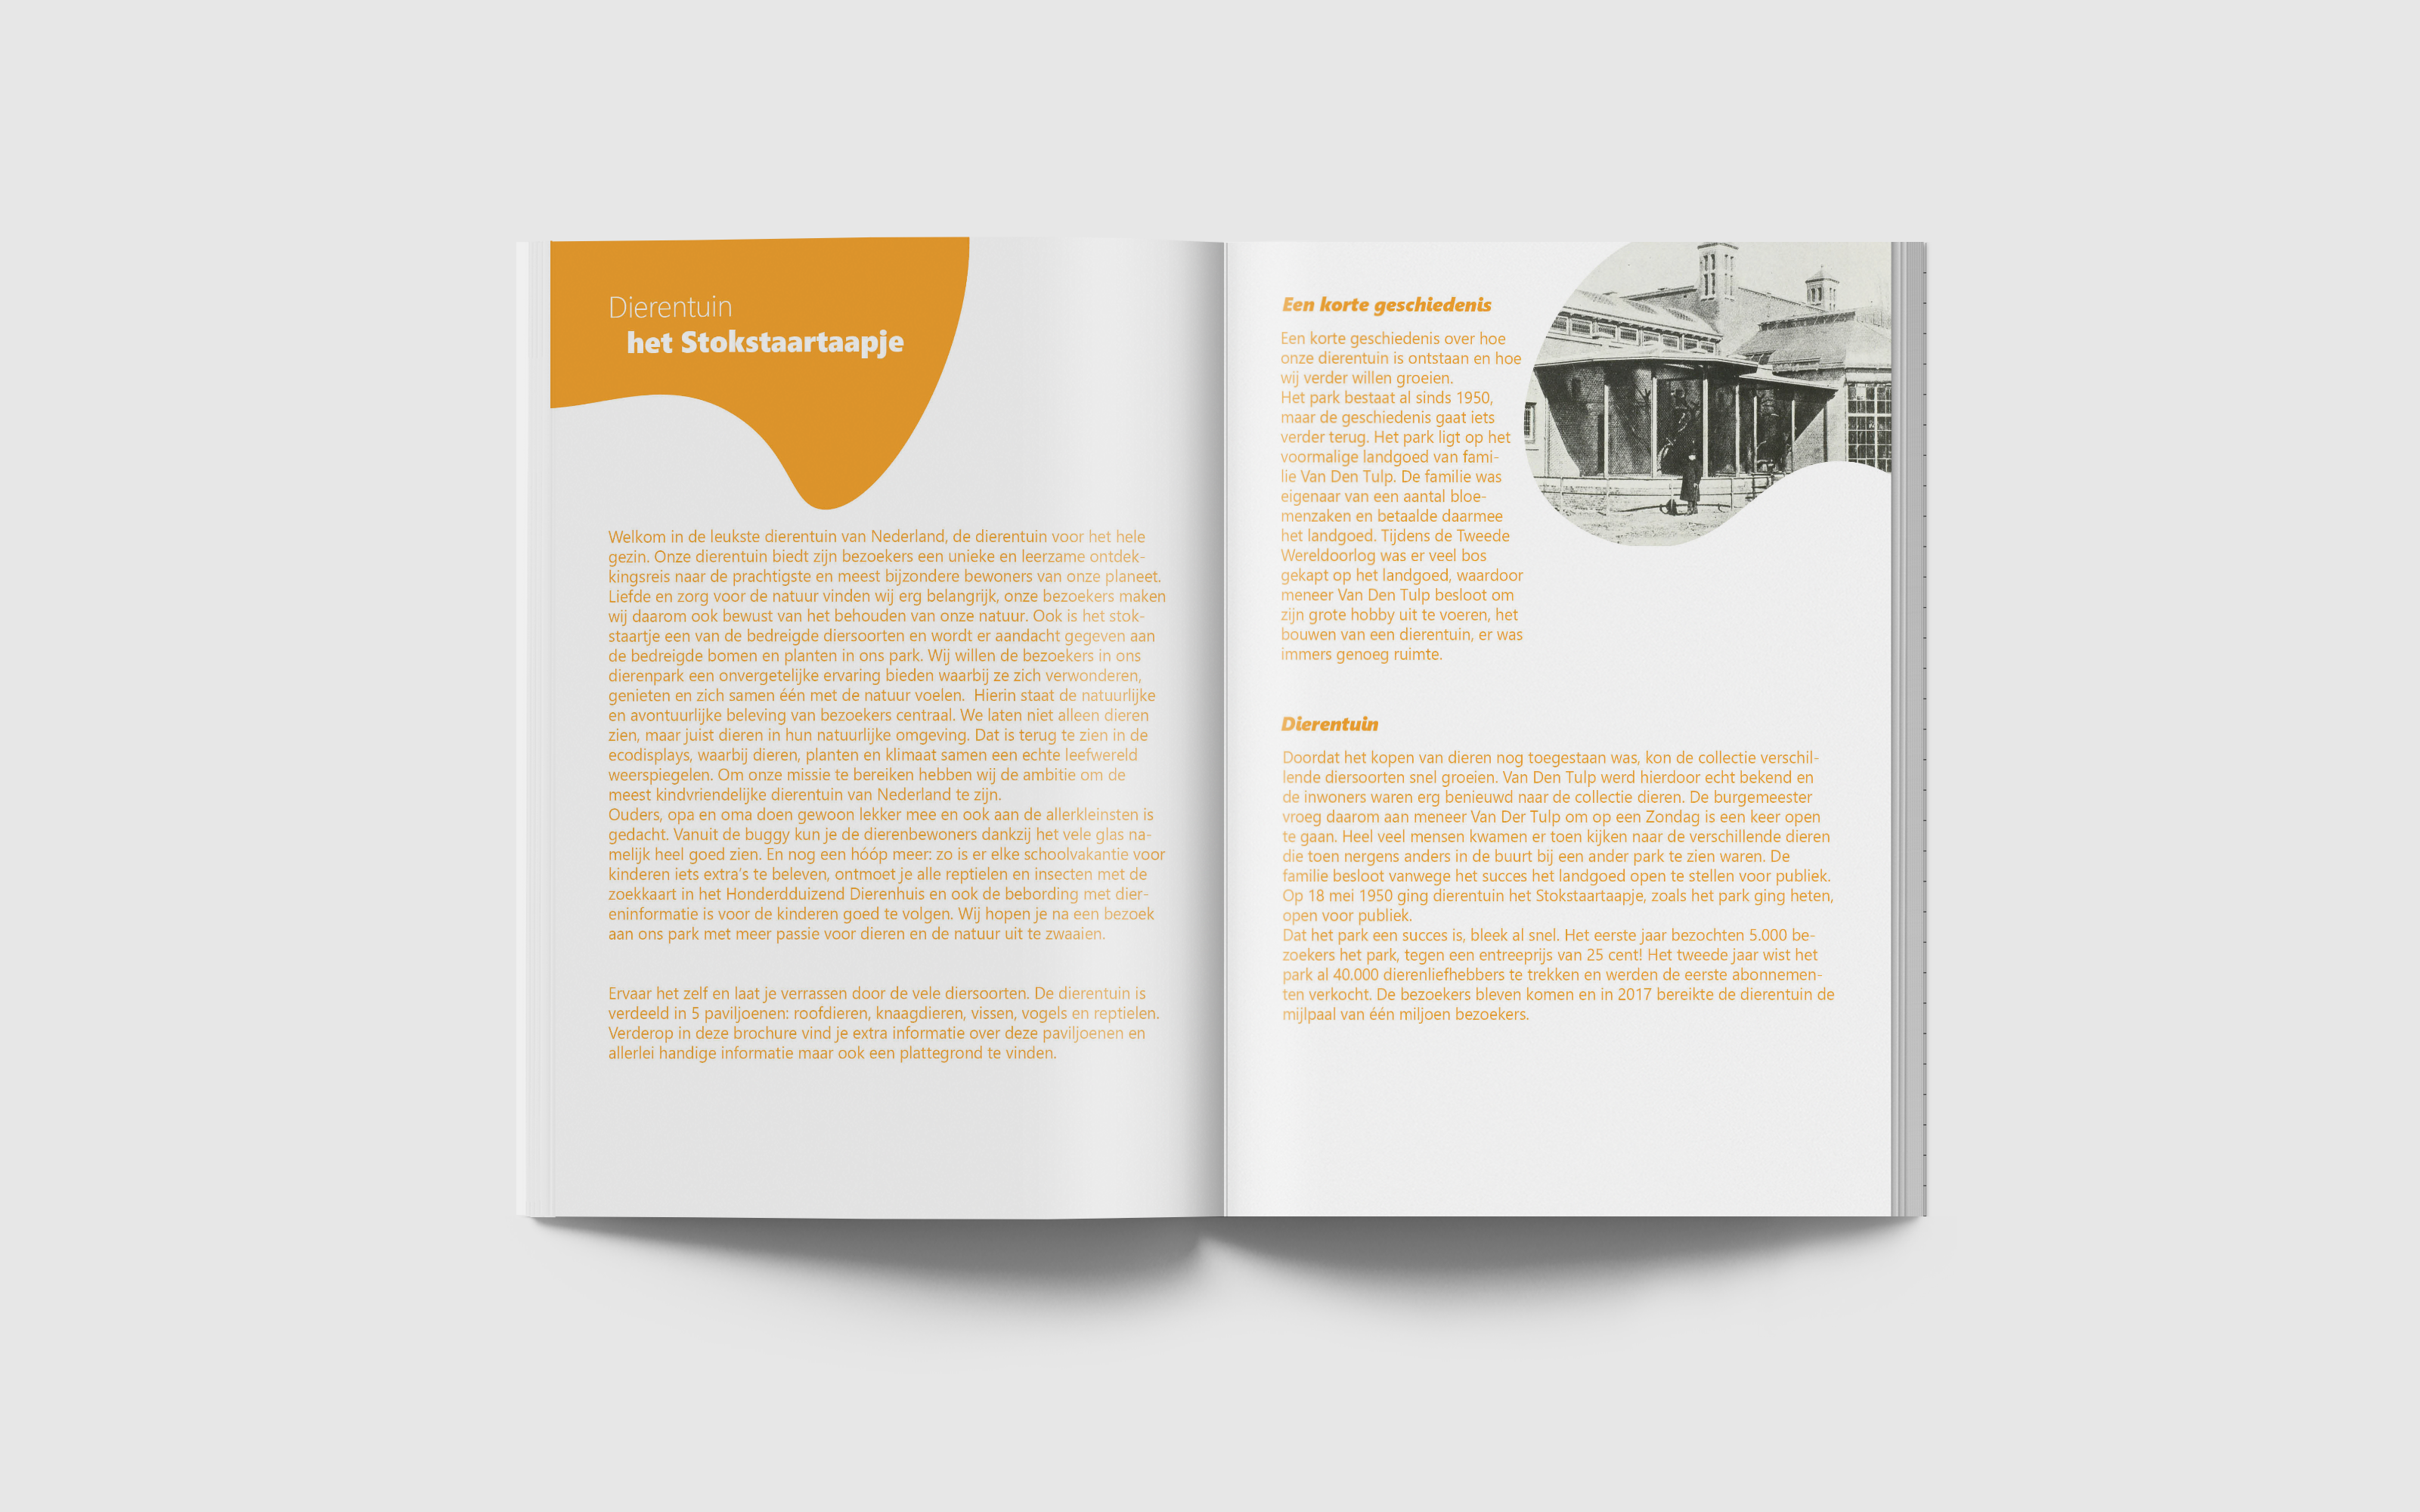 Dierentuin
het Stokstaartaapje
Welkom in de leukste dierentuin van Nederland, de dierentuin voor het hele
gezin. Onze dierentuin biedt zijn bezoekers een unieke en leerzame ontdek-
kingsreis naar de prachtigste en meest bijzondere bewoners van onze planeet.
Liefde en zorg voor de natuur vinden wij erg belangrijk, onze bezoekers maken
wij daarom ook bewust van het behouden van onze natuur. Ook is het stok-
staartje een van de bedreigde diersoorten en wordt er aandacht gegeven aan
de bedreigde bomen en planten in ons park. Wij willen de bezoekers in ons
dierenpark een onvergetelijke ervaring bieden waarbij ze zich verwonderen,
genieten en zich samen één met de natuur voelen.  Hierin staat de natuurlijke
en avontuurlijke beleving van bezoekers centraal. We laten niet alleen dieren
zien, maar juist dieren in hun natuurlijke omgeving. Dat is terug te zien in de
ecodisplays, waarbij dieren, planten en klimaat samen een echte leefwereld
weerspiegelen. Om onze missie te bereiken hebben wij de ambitie om de
meest kindvriendelijke dierentuin van Nederland te zijn.
Ouders, opa en oma doen gewoon lekker mee en ook aan de allerkleinsten is
gedacht. Vanuit de buggy kun je de dierenbewoners dankzij het vele glas na-
melijk heel goed zien. En nog een hóóp meer: zo is er elke schoolvakantie voor
kinderen iets extra's te beleven, ontmoet je alle reptielen en insecten met de
zoekkaart in het Honderdduizend Dierenhuis en ook de bebording met dier-
eninformatie is voor de kinderen goed te volgen. Wij hopen je na een bezoek
aan ons park met meer passie voor dieren en de natuur uit te zwaaien.
Ervaar het zelf en laat je verrassen door de vele diersoorten. De dierentuin is
verdeeld in 5 paviljoenen: roofdieren, knaagdieren, vissen, vogels en reptielen.
Verderop in deze brochure vind je extra informatie over deze paviljoenen en
allerlei handige informatie maar ook een plattegrond te vinden.
Een korte geschiedenis
Een korte geschiedenis over hoe
onze dierentuin is ontstaan en hoe
wij verder willen groeien.
Het park bestaat al sinds 1950,
maar de geschiedenis gaat iets
verder terug. Het park ligt op het
voormalige landgoed van fami-
lie Van Den Tulp. De familie was
eigenaar van een aantal bloe-
menzaken en betaalde daarmee
het landgoed. Tijdens de Tweede
Wereldoorlog was er veel bos
gekapt op het landgoed, waardoor
meneer Van Den Tulp besloot om
zijn grote hobby uit te voeren, het
bouwen van een dierentuin, er was
immers genoeg ruimte.
Dierentuin
Doordat het kopen van dieren nog toegestaan was, kon de collectie verschil-
lende diersoorten snel groeien. Van Den Tulp werd hierdoor echt bekend en
de inwoners waren erg benieuwd naar de collectie dieren. De burgemeester
vroeg daarom aan meneer Van Der Tulp om op een Zondag is een keer open
te gaan. Heel veel mensen kwamen er toen kijken naar de verschillende dieren
die toen nergens anders in de buurt bij een ander park te zien waren. De
familie besloot vanwege het succes het landgoed open te stellen voor publiek.
Op 18 mei 1950 ging dierentuin het Stokstaartaapje, zoals het park ging heten,
open voor publiek.
Dat het park een succes is, bleek al snel. Het eerste jaar bezochten 5.000 be-
zoekers het park, tegen een entreeprijs van 25 cent! Het tweede jaar wist het
park al 40.000 dierenliefhebbers te trekken en werden de eerste abonnemen-
ten verkocht. De bezoekers bleven komen en in 2017 bereikte de dierentuin de
mijlpaal van één miljoen bezoekers.